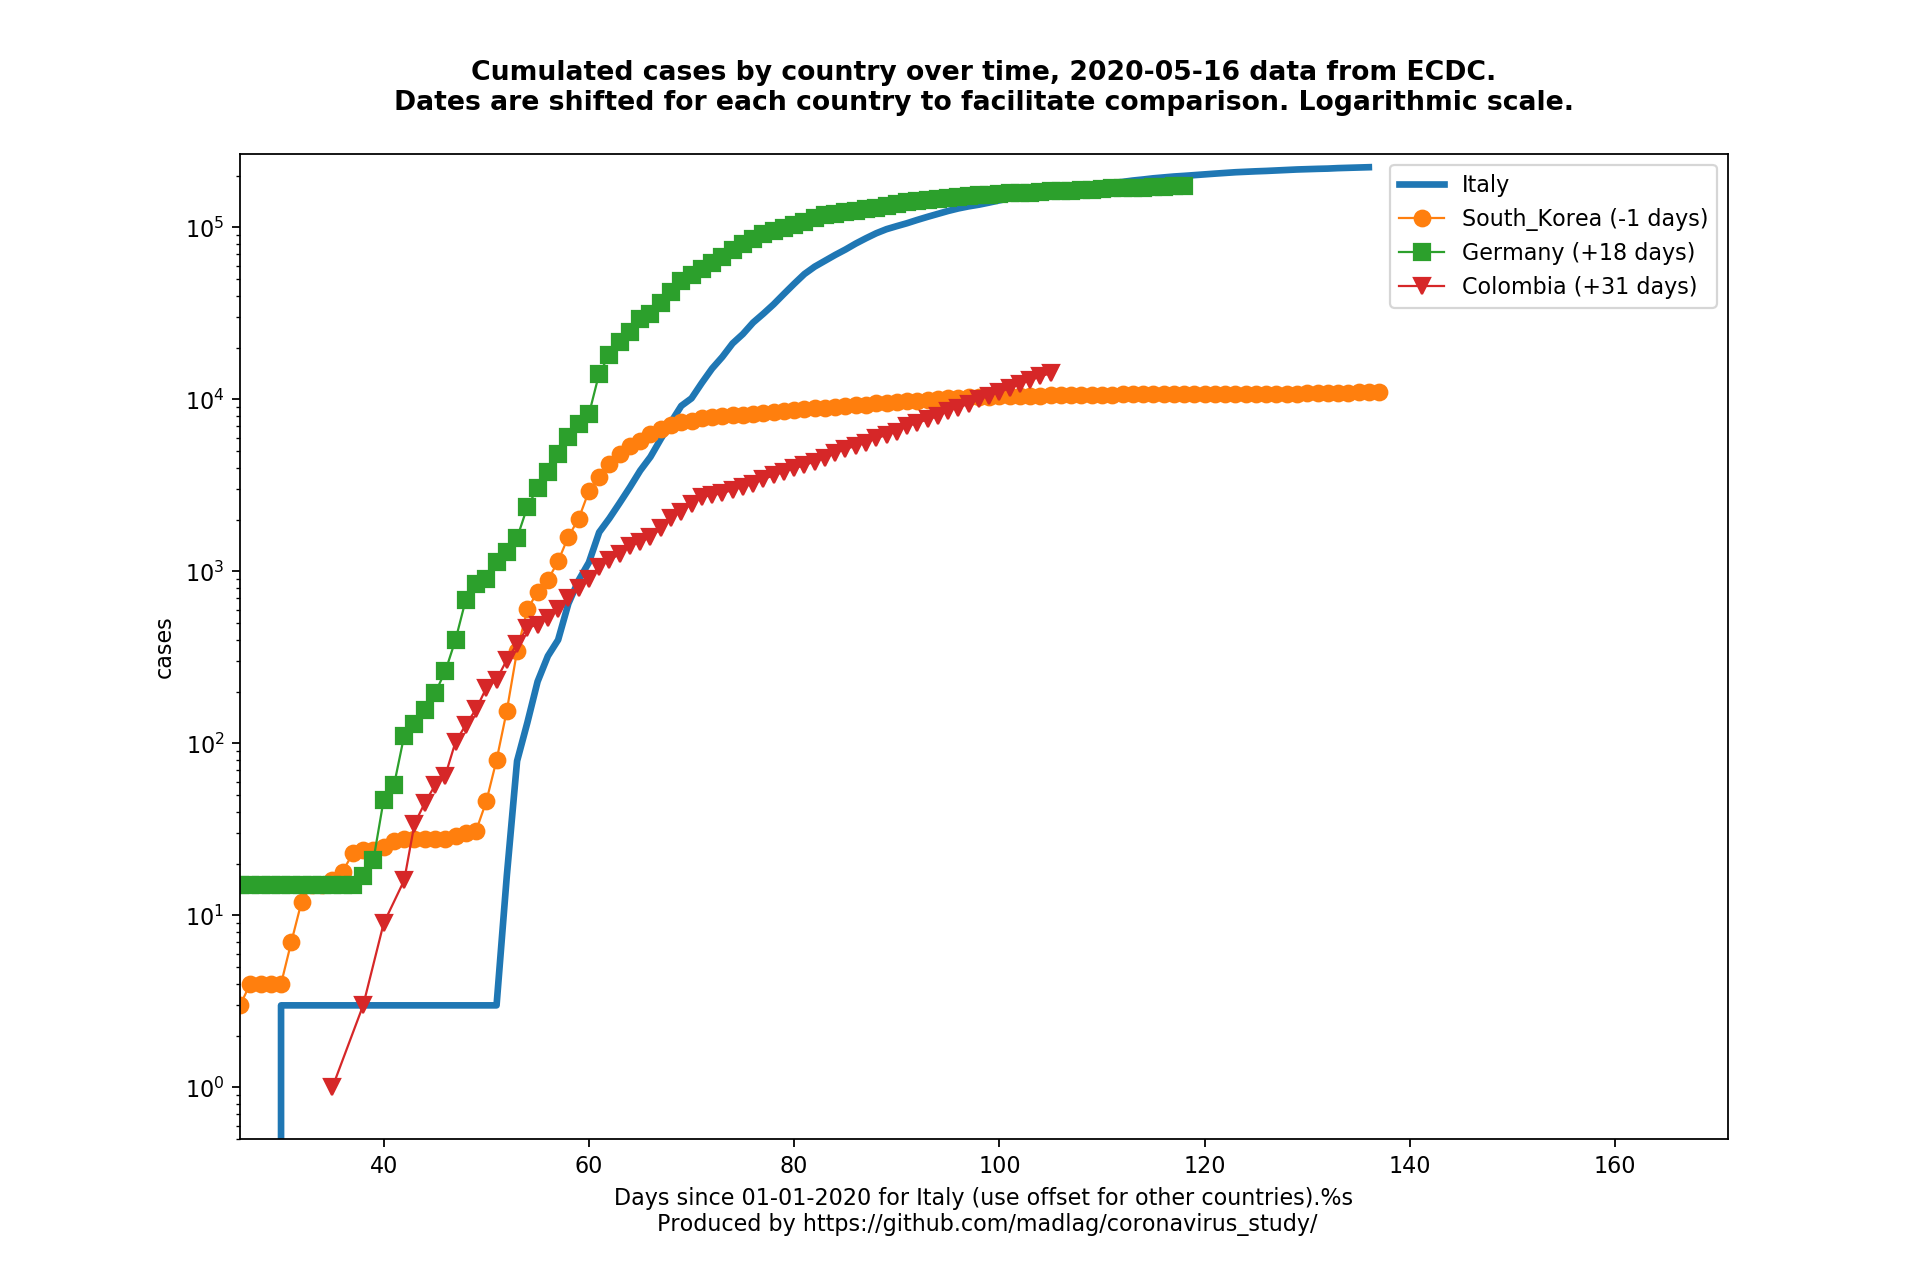 Cumulated cases by country over time, 2020-05-16 data from ECDC.
Dates are shifted for each country to facilitate comparison. Logarithmic scale.
Italy
South_Korea (-1 days)
Germany (+18 days)
Colombia (+31 days)
10^5
10^4
10^3
10^2
10^1
10^0
cases
40 60 80 100 120 140 160
Days since 01-01-2020 for Italy (use offset for other countries).%s
Produced by https://github.com/madlag/coronavirus_study/